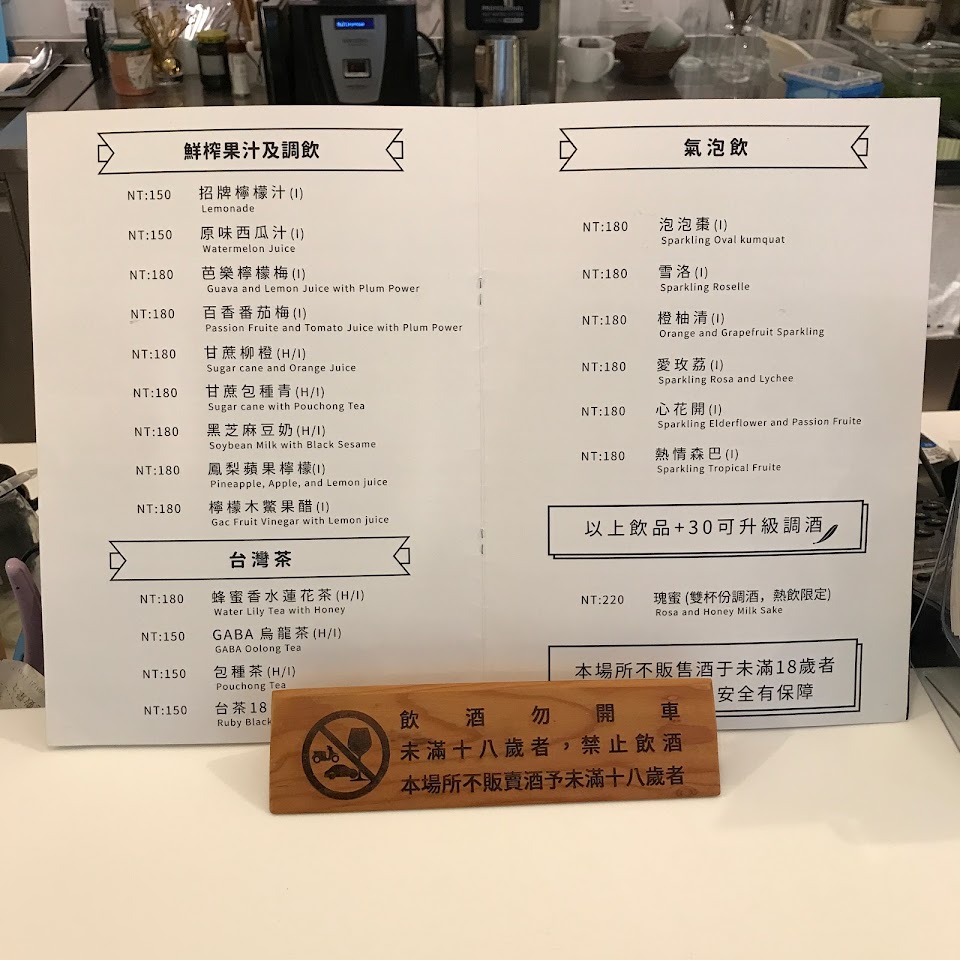 鮮榨果汁及調飲
NT:150 招牌檸檬汁(I)
Lemonade
NT:150 原味西瓜汁(I)
Watermelon Juice
NT:180 芭樂檸檬梅(I)
Guava and Lemon Juice with Plum Power
NT:180 百香番茄梅(I)
Passion Fruite and Tomato Juice with Plum Power
NT:180 甘蔗柳橙(H/I)
Sugar cane and Orange Juice
NT:180 甘蔗包種青(H/I)
Sugar cane with Pouchong Tea
NT:180 黑芝麻豆奶(H/I)
Soybean Milk with Black Sesame
NT:180 鳳梨蘋果檸檬(I)
Pineapple, Apple, and Lemon juice
NT:180 檸檬木鱉果醋(I)
Gac Fruit Vinegar with Lemon juice
台灣茶
NT:180 蜂蜜香水蓮花茶(H/I)
Water Lily Tea with Honey
NT:150 GABA 烏龍茶(H/I)
GABA Oolong Tea
NT:150 包種茶(H/I)
Pouchong Tea
NT:150 台茶18
Ruby Black
氣泡飲
NT:180 泡泡棗(I)
Sparkling Oval kumquat
NT:180 雪洛(I)
Sparkling Roselle
NT:180 橙柚清(I)
Orange and Grapefruit Sparkling
NT:180 愛玫荔(I)
Sparkling Rosa and Lychee
NT:180 心花開(I)
Sparkling Elderflower and Passion Fruite
NT:180 熱情森巴(I)
Sparkling Tropical Fruite
以上飲品+30可升級調酒
NT:220 瑰蜜(雙杯份調酒，熱飲限定)
Rosa and Honey Milk Sake
本場所不販售酒于未滿18歲者
安全有保障
飲酒勿開車
未滿十八歲者，禁止飲酒
本場所不販賣酒予未滿十八歲者